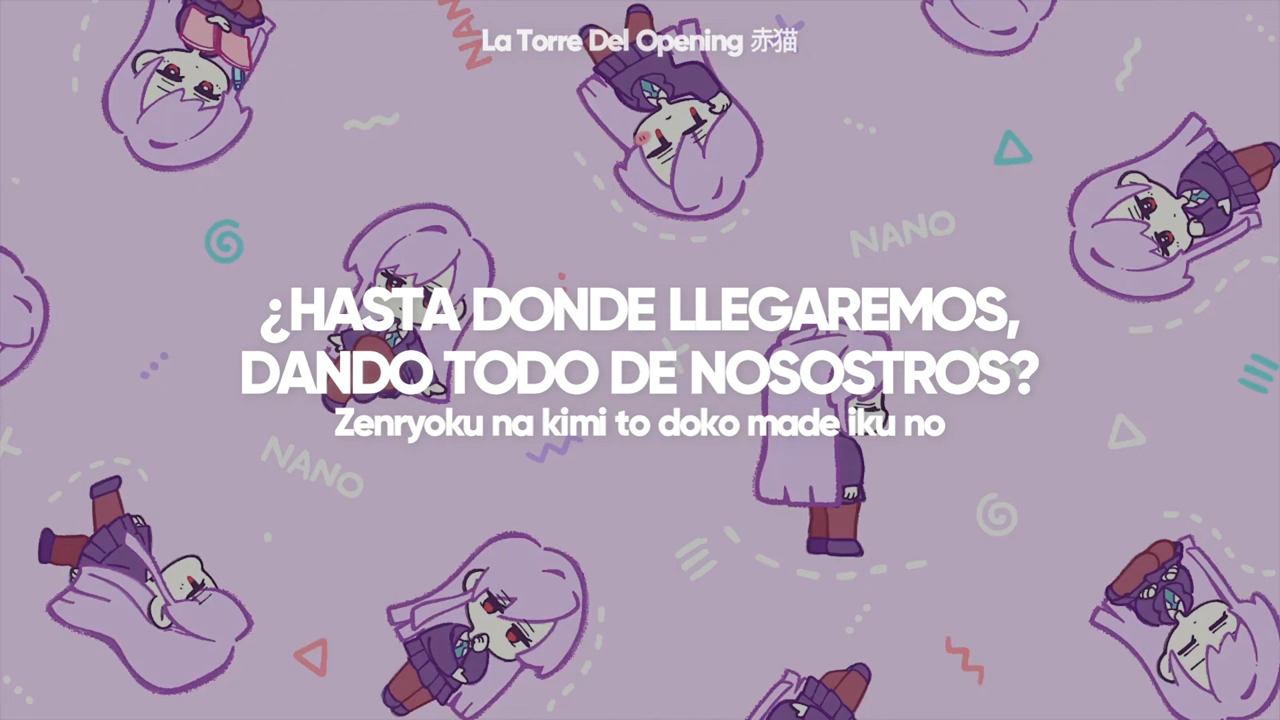 NANO
La Torre Del Opening 赤猫
NANO
¿HASTA DONDE LLEGAREMOS,
DANDO TODO DE NOSOSTROS?
Zenryoku na kimi to doko made iku no
NANO